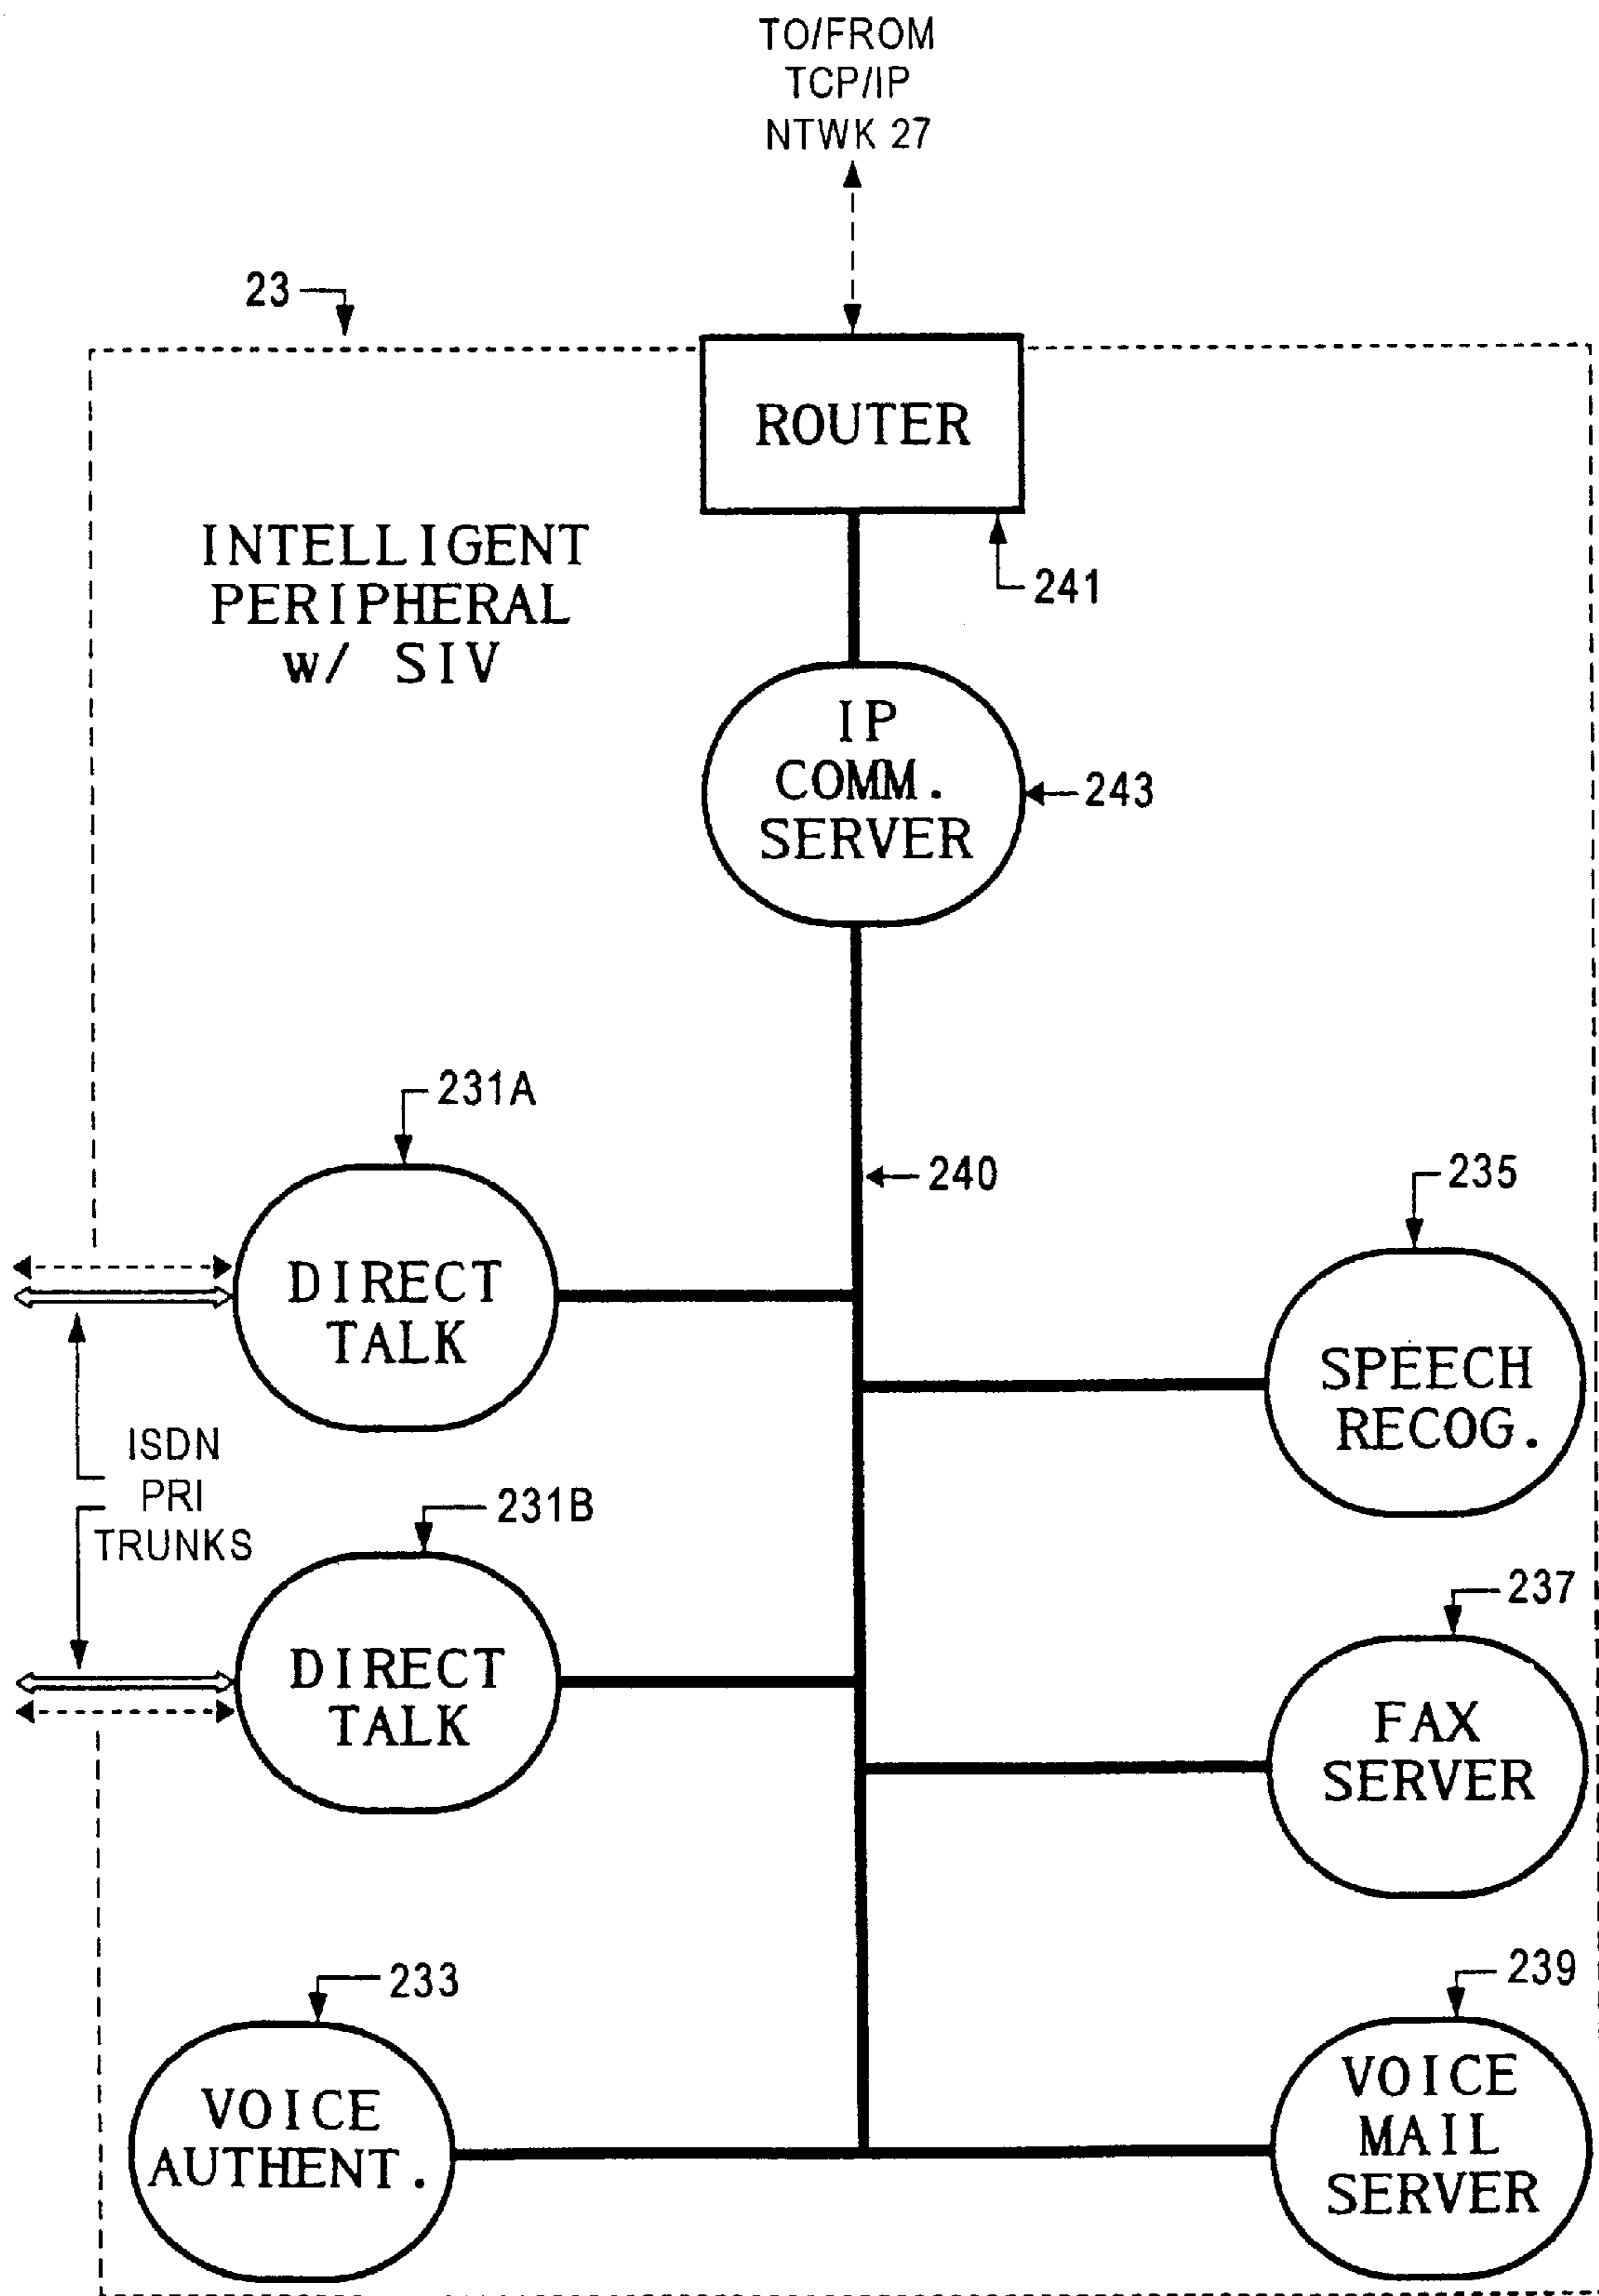 TO/FROM
TCP/IP
NTWK 27
23
ROUTER
241
INTELLIGENT
PERIPHERAL
w/ SIV
IP
COMM.
SERVER
243
231A
240
235
DIRECT
TALK
SPEECH
RECOG.
ISDN
PRI
TRUNKS
231B
237
DIRECT
TALK
FAX
SERVER
233
239
VOICE
AUTHENT.
VOICE
MAIL
SERVER